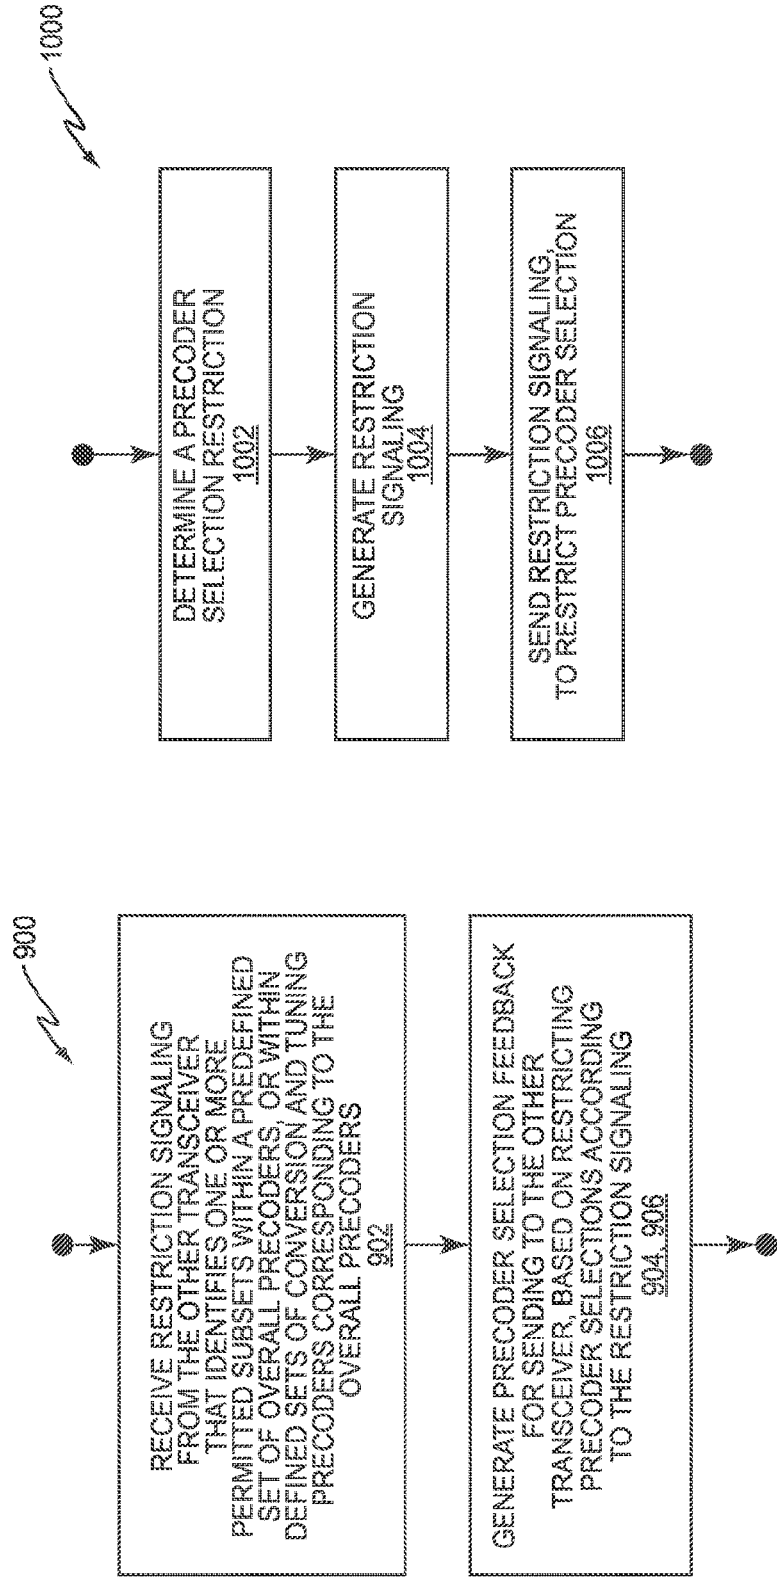 900
RECEIVE RESTRICTION SIGNALING
FROM THE OTHER TRANSCEIVER
THAT IDENTIFIES ONE OR MORE
PERMITTED SUBSETS WITHIN A PREDEFINED
SET OF OVERALL PRECODERS, OR WITHIN
DEFINED SETS OF CONVERSION AND TUNING
PRECODERS CORRESPONDING TO THE
OVERALL PRECODERS
902
GENERATE PRECODER SELECTION FEEDBACK
FOR SENDING TO THE OTHER
TRANSCEIVER, BASED ON RESTRICTING
PRECODER SELECTIONS ACCORDING
TO THE RESTRICTION SIGNALING
904, 906
1000
DETERMINE A PRECODER
SELECTION RESTRICTION
1002
GENERATE RESTRICTION
SIGNALING
1004
SEND RESTRICTION SIGNALING,
TO RESTRICT PRECODER SELECTION
1006